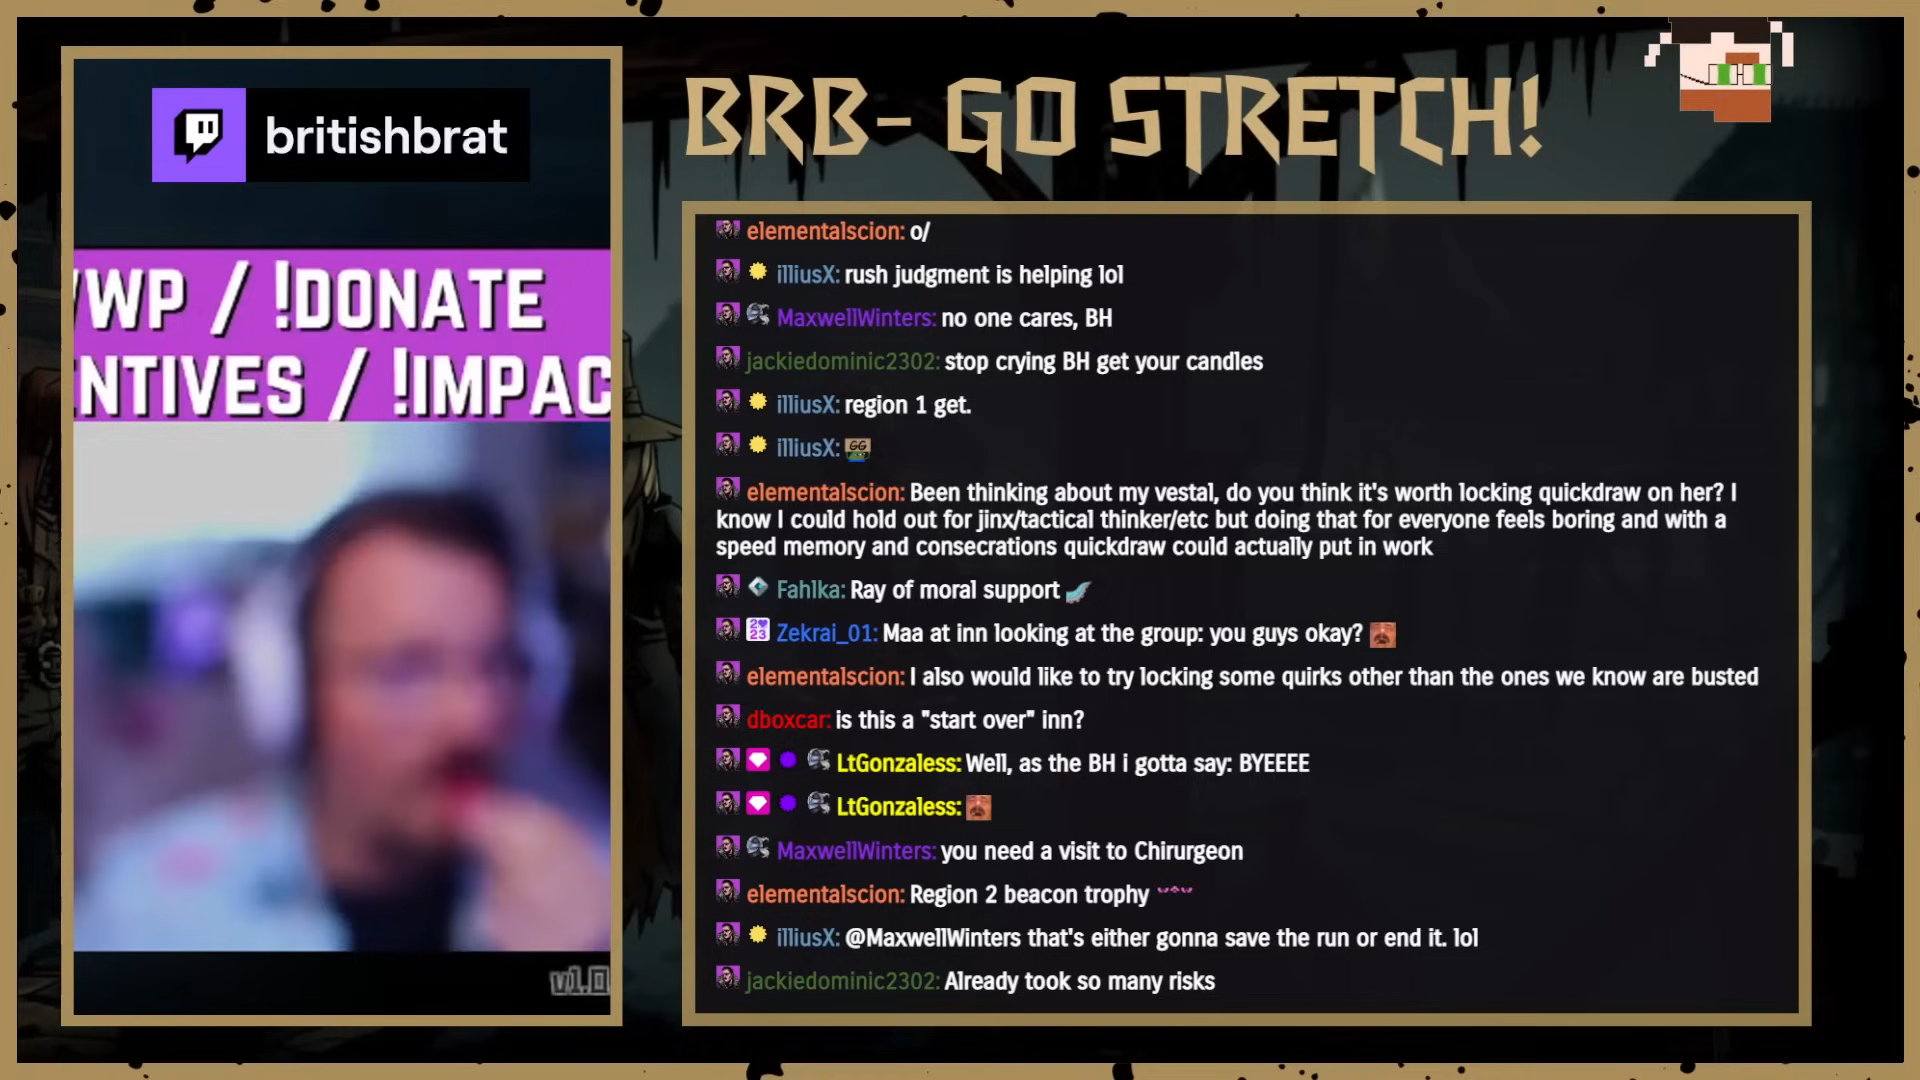 britishbrat
BRB- GO STRETCH!
/WP / !DONATE
NTIVES / !IMPAC
v1.0
elementalscion: o/
illiusX: rush judgment is helping lol
MaxwellWinters: no one cares, BH
jackiedominic2302: stop crying BH get your candles
illiusX: region 1 get.
illiusX: GG
elementalscion: Been thinking about my vestal, do you think it's worth locking quickdraw on her? I
know I could hold out for jinx/tactical thinker/etc but doing that for everyone feels boring and with a
speed memory and consecrations quickdraw could actually put in work
Fahlka: Ray of moral support
2023 Zekrai_01: Maa at inn looking at the group: you guys okay?
elementalscion: I also would like to try locking some quirks other than the ones we know are busted
dboxcar: is this a "start over" inn?
LtGonzaless: Well, as the BH i gotta say: BYEEEE
LtGonzaless:
MaxwellWinters: you need a visit to Chirurgeon
elementalscion: Region 2 beacon trophy
illiusX: @MaxwellWinters that's either gonna save the run or end it. lol
jackiedominic2302: Already took so many risks